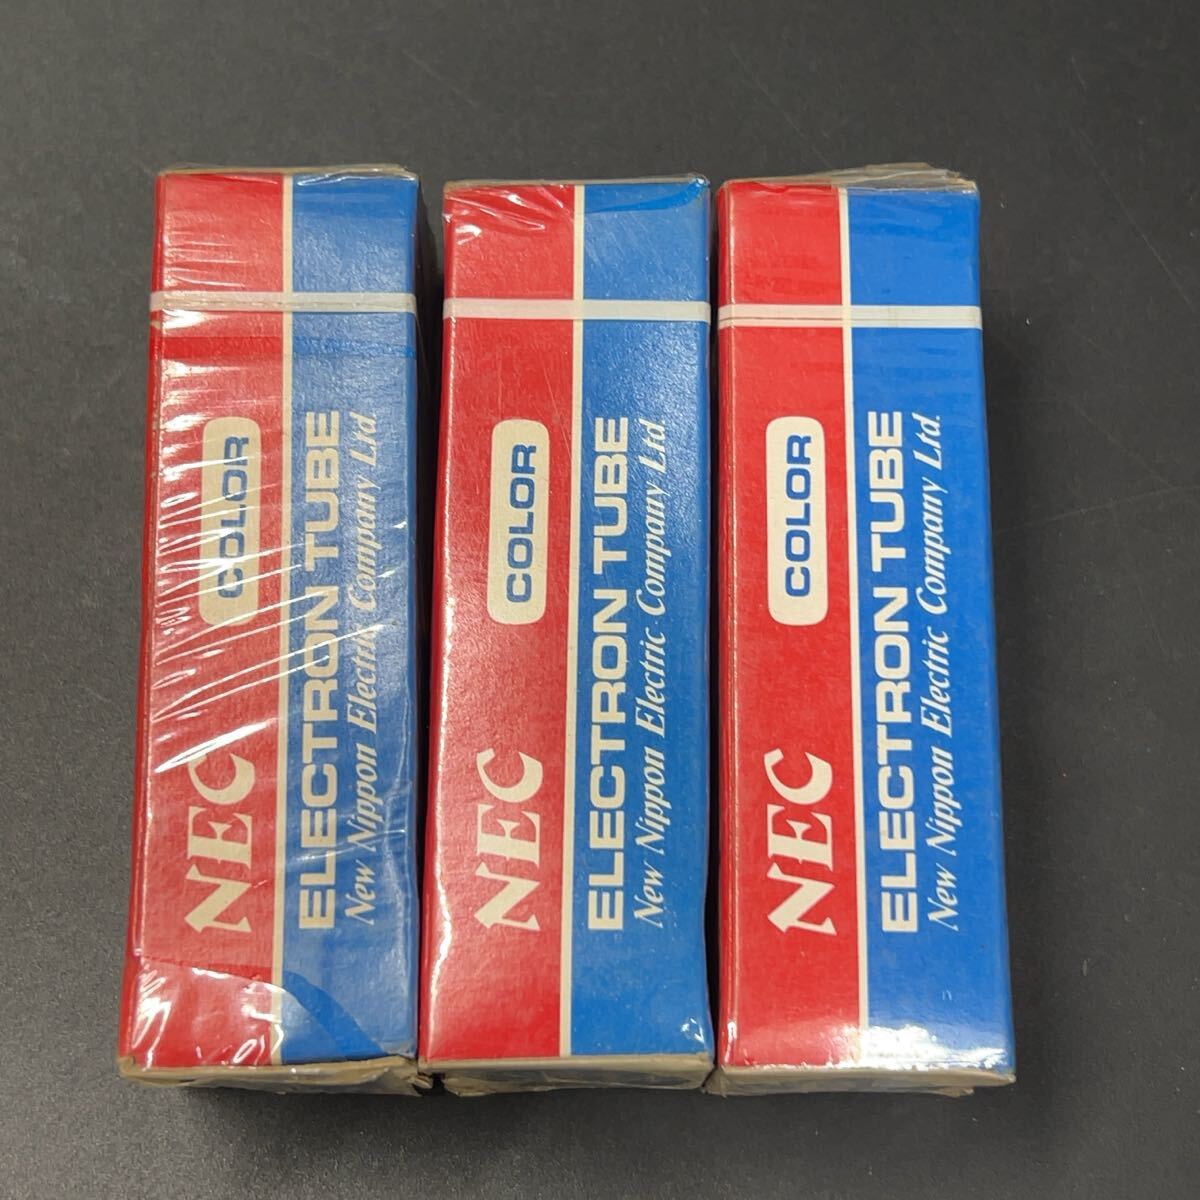 COLOR
NEC
ELECTRON TUBE
New Nippon Electric Company Ltd
COLOR
NEC
ELECTRON TUBE
New Nippon Electric Company Ltd
COLOR
NEC
ELECTRON TUBE
New Nippon Electric Company Ltd.